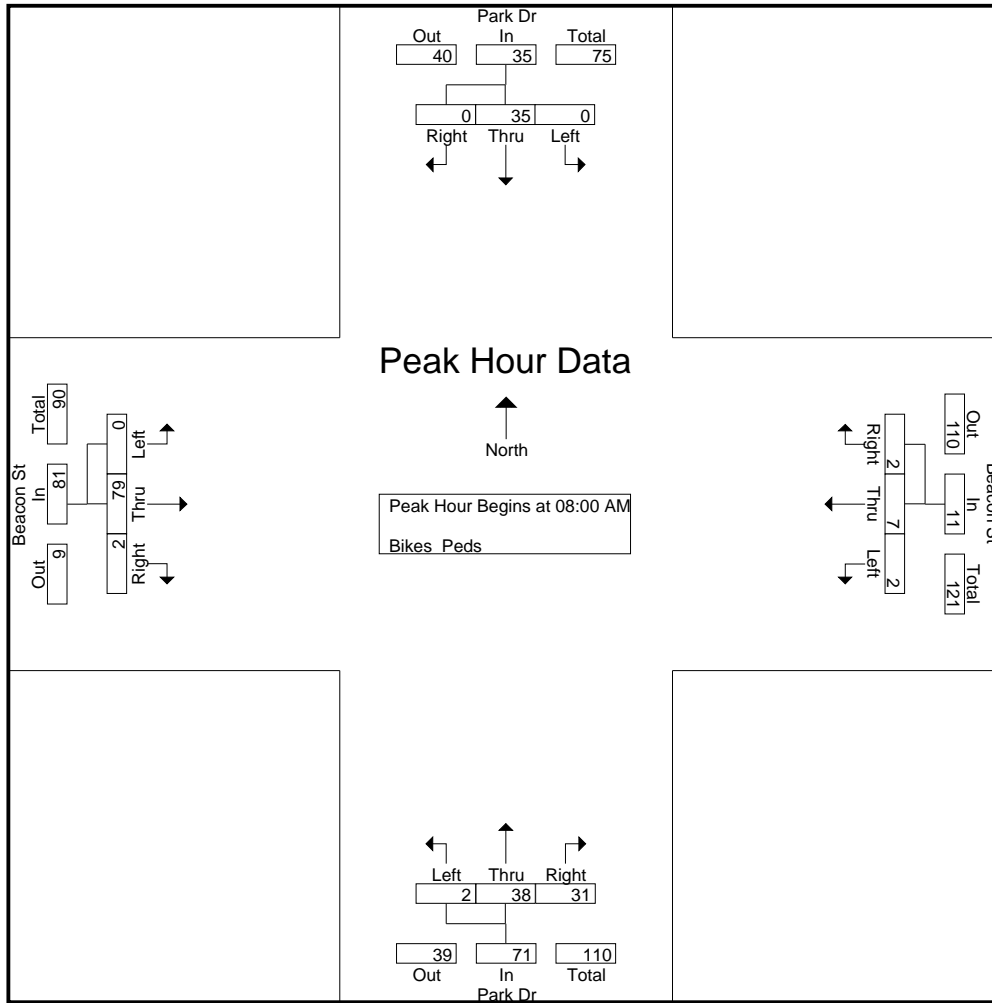 Park Dr
Out In Total
40 35 75
0 35 0
Right Thru Left
Peak Hour Data
North
Peak Hour Begins at 08:00 AM
Bikes Peds
Beacon St
Total In Out
90 81 9
0 79 2
Left Thru Right
Right Thru Left
2 7 2
110 11 121
Out In Total
Beacon St
Left Thru Right
2 38 31
39 71 110
Out In Total
Park Dr